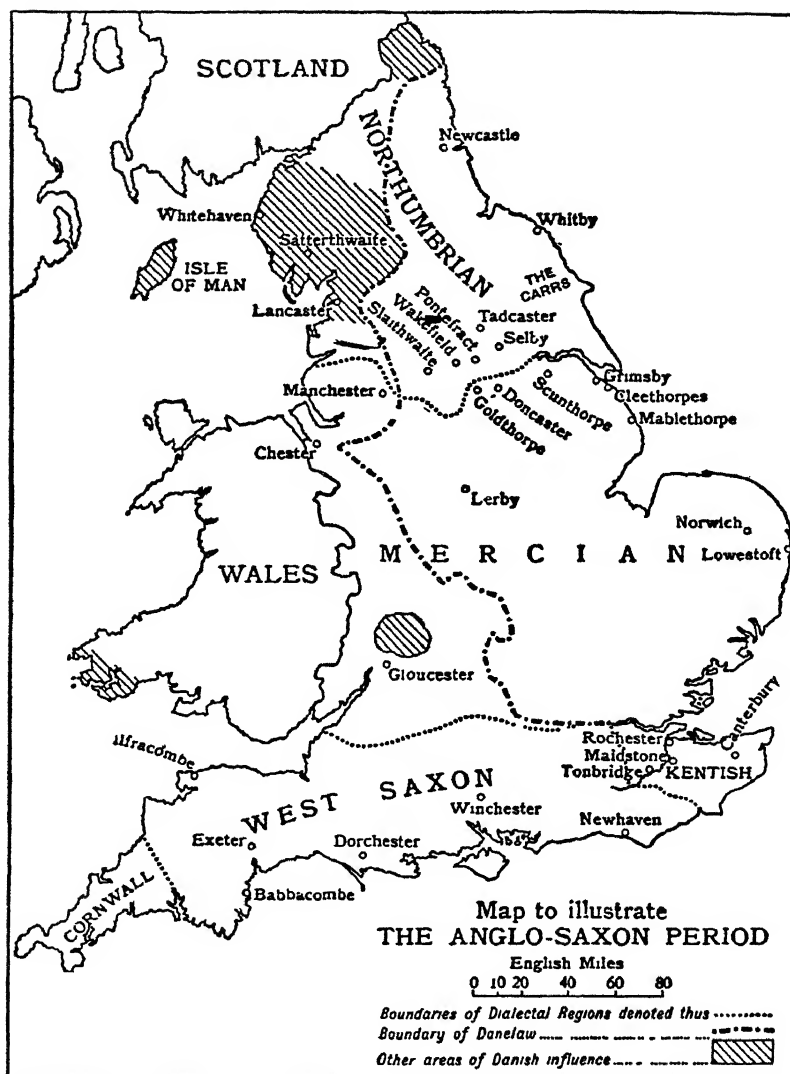 SCOTLAND
NORTHUMBRIAN
Newcastle
Whitehaven
Satterthwaite
Whitby
ISLE
OF MAN
THE
CARRS
Lancaster
Pontefract
Wakefield
Slaithwaite
Tadcaster
Selby
Manchester
Grimsby
Cleethorpes
Mablethorpe
Scunthorpe
Doncaster
Goldthorpe
Chester
Lerby
Norwich
Lowestoft
MERCIAN
WALES
Gloucester
Canterbury
Ilfracombe
Rochester
Maidstone
Tonbridge
KENTISH
WEST SAXON
Winchester
Newhaven
Exeter
Dorchester
CORNWALL
Babbacombe
Map to illustrate
THE ANGLO-SAXON PERIOD
English Miles
0 10 20 40 60 80
Boundaries of Dialectal Regions denoted thus
Boundary of Danelaw
Other areas of Danish influence